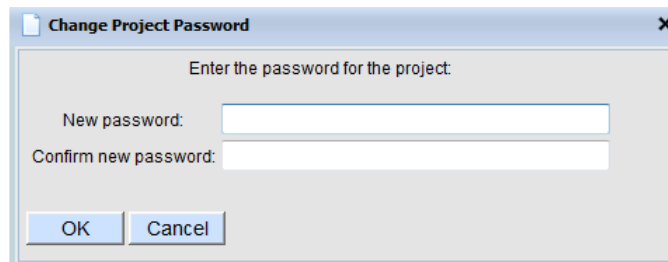 Change Project Password
Enter the password for the project:
New password:
Confirm new password:
OK Cancel